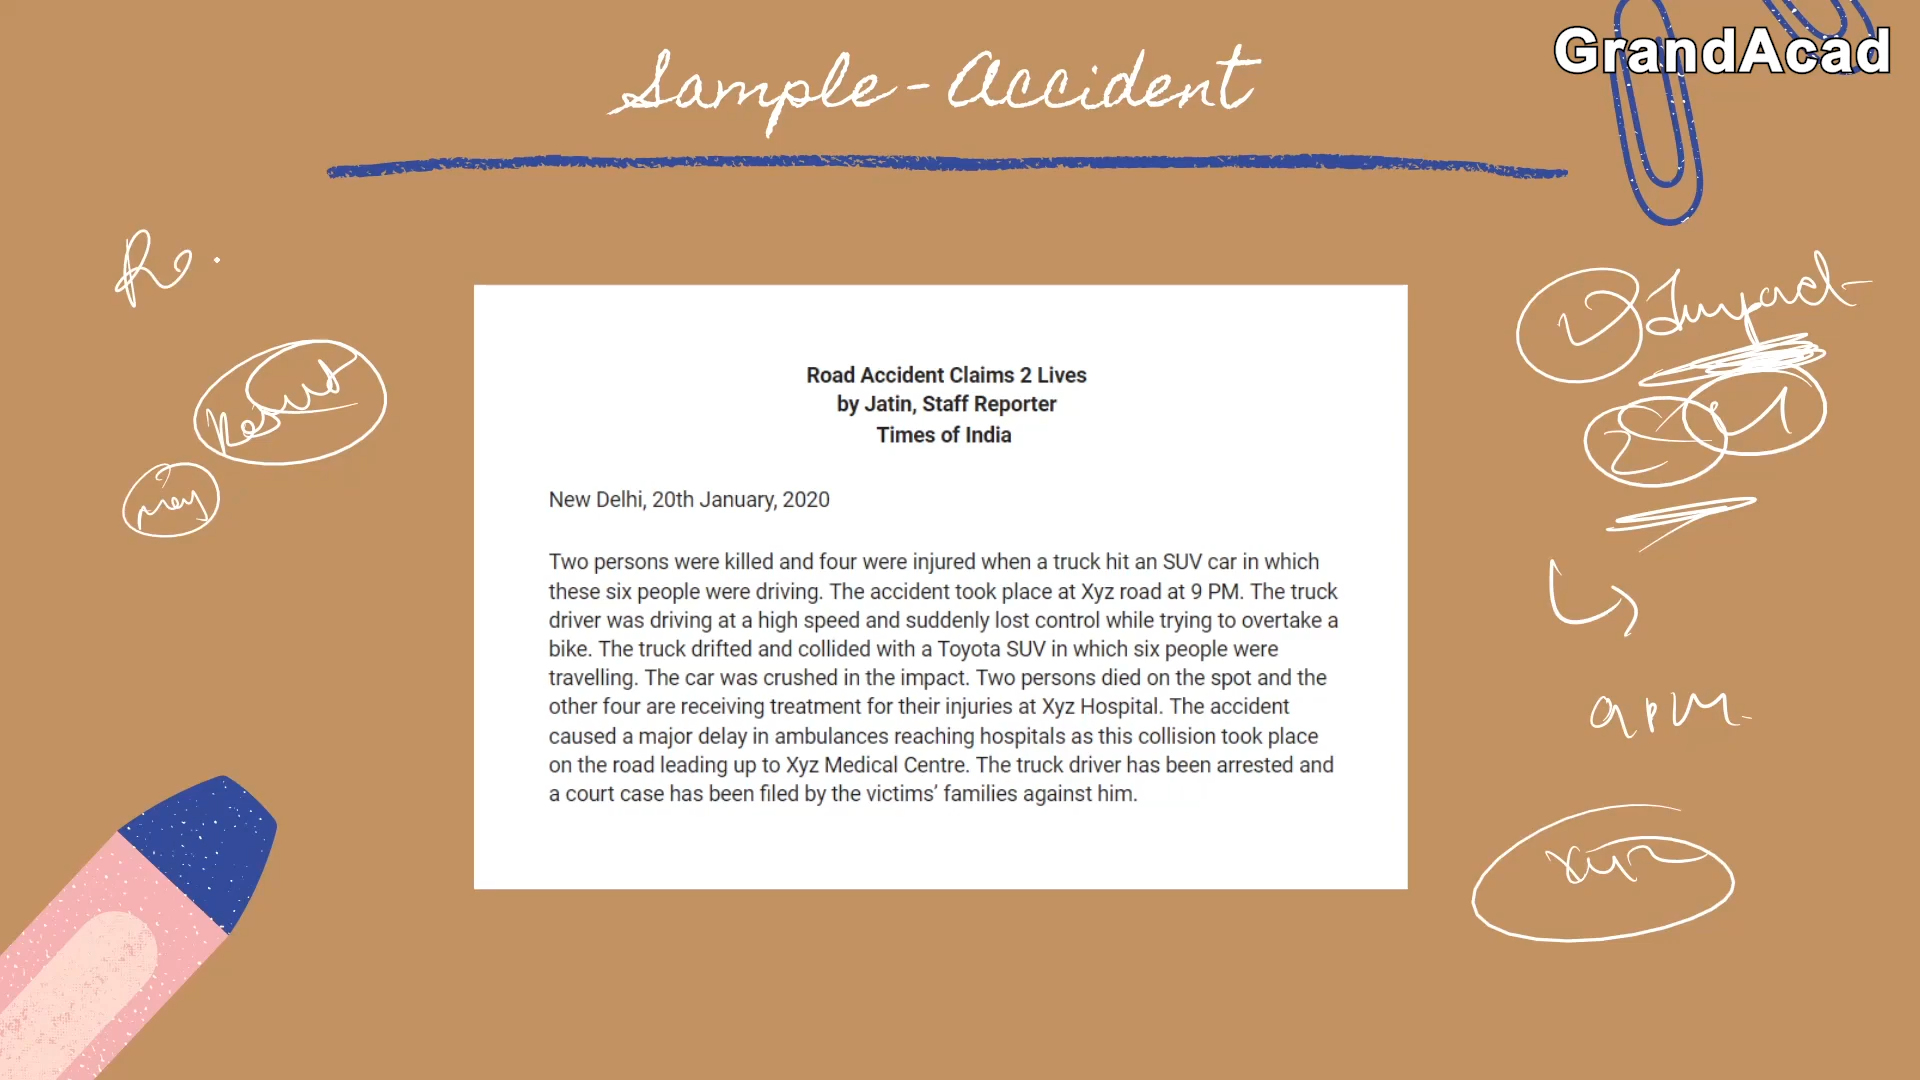 GrandAcad
Sample-Accident
Impact
Road Accident Claims 2 Lives
by Jatin, Staff Reporter
Times of India
New Delhi, 20th January, 2020
Two persons were killed and four were injured when a truck hit an SUV car in which
these six people were driving. The accident took place at Xyz road at 9 PM. The truck
driver was driving at a high speed and suddenly lost control while trying to overtake a
bike. The truck drifted and collided with a Toyota SUV in which six people were
travelling. The car was crushed in the impact. Two persons died on the spot and the
other four are receiving treatment for their injuries at Xyz Hospital. The accident
caused a major delay in ambulances reaching hospitals as this collision took place
on the road leading up to Xyz Medical Centre. The truck driver has been arrested and
a court case has been filed by the victims’ families against him.
9PM
xyz